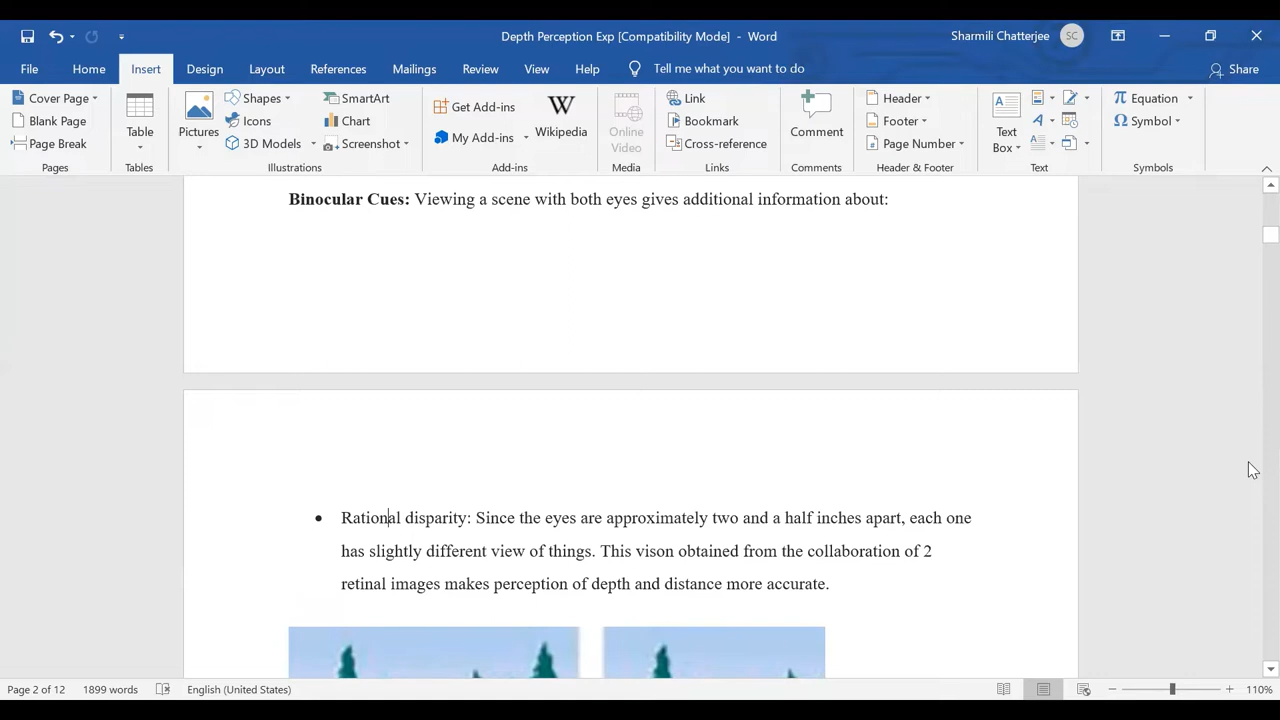 Depth Perception Exp [Compatibility Mode] - Word
Sharmili Chatterjee SC
File Home Insert Design Layout References Mailings Review View Help Tell me what you want to do Share
Cover Page
Blank Page
Page Break
Pages
Table
Tables
Pictures
Shapes
Icons
3D Models
SmartArt
Chart
Screenshot
Illustrations
Get Add-ins
My Add-ins
W
Wikipedia
Add-ins
Online
Video
Media
Link
Bookmark
Cross-reference
Links
Comment
Comments
Header
Footer
Page Number
Header & Footer
Text
Box
Text
Equation
Symbol
Symbols
Binocular Cues: Viewing a scene with both eyes gives additional information about:
• Rational disparity: Since the eyes are approximately two and a half inches apart, each one
has slightly different view of things. This vison obtained from the collaboration of 2
retinal images makes perception of depth and distance more accurate.
Page 2 of 12 1899 words English (United States) 110%